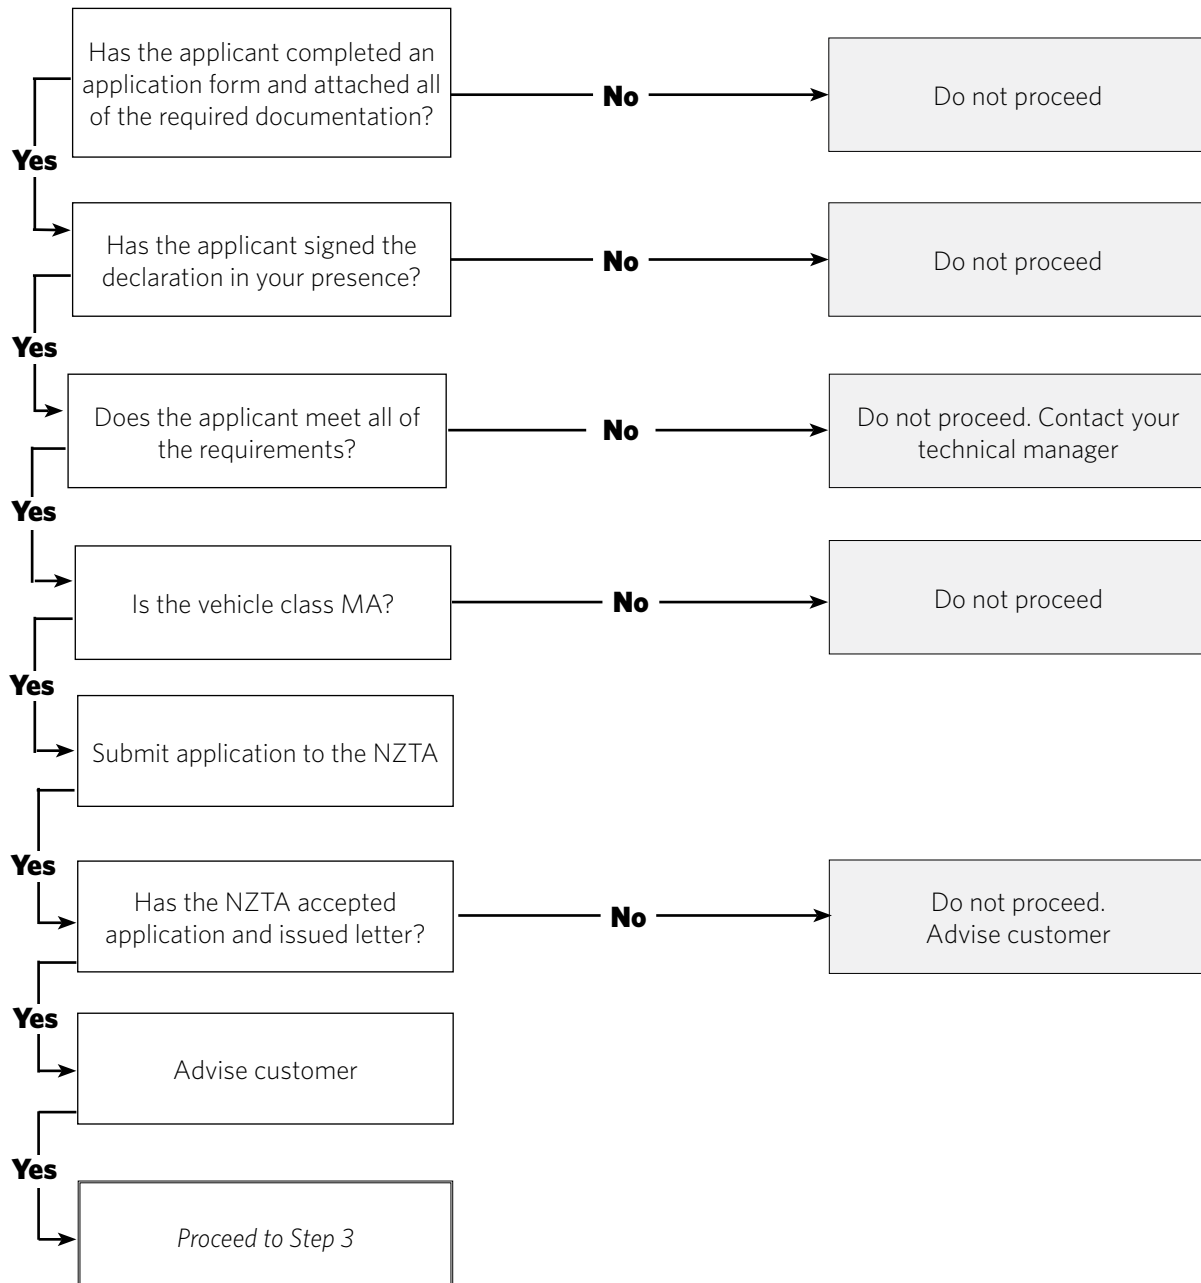 Has the applicant completed an
application form and attached all
of the required documentation?
No
Do not proceed
Yes
Has the applicant signed the
declaration in your presence?
No
Do not proceed
Yes
Does the applicant meet all of
the requirements?
No
Do not proceed. Contact your
technical manager
Yes
Is the vehicle class MA?
No
Do not proceed
Yes
Submit application to the NZTA
Yes
Has the NZTA accepted
application and issued letter?
No
Do not proceed.
Advise customer
Yes
Advise customer
Yes
Proceed to Step 3